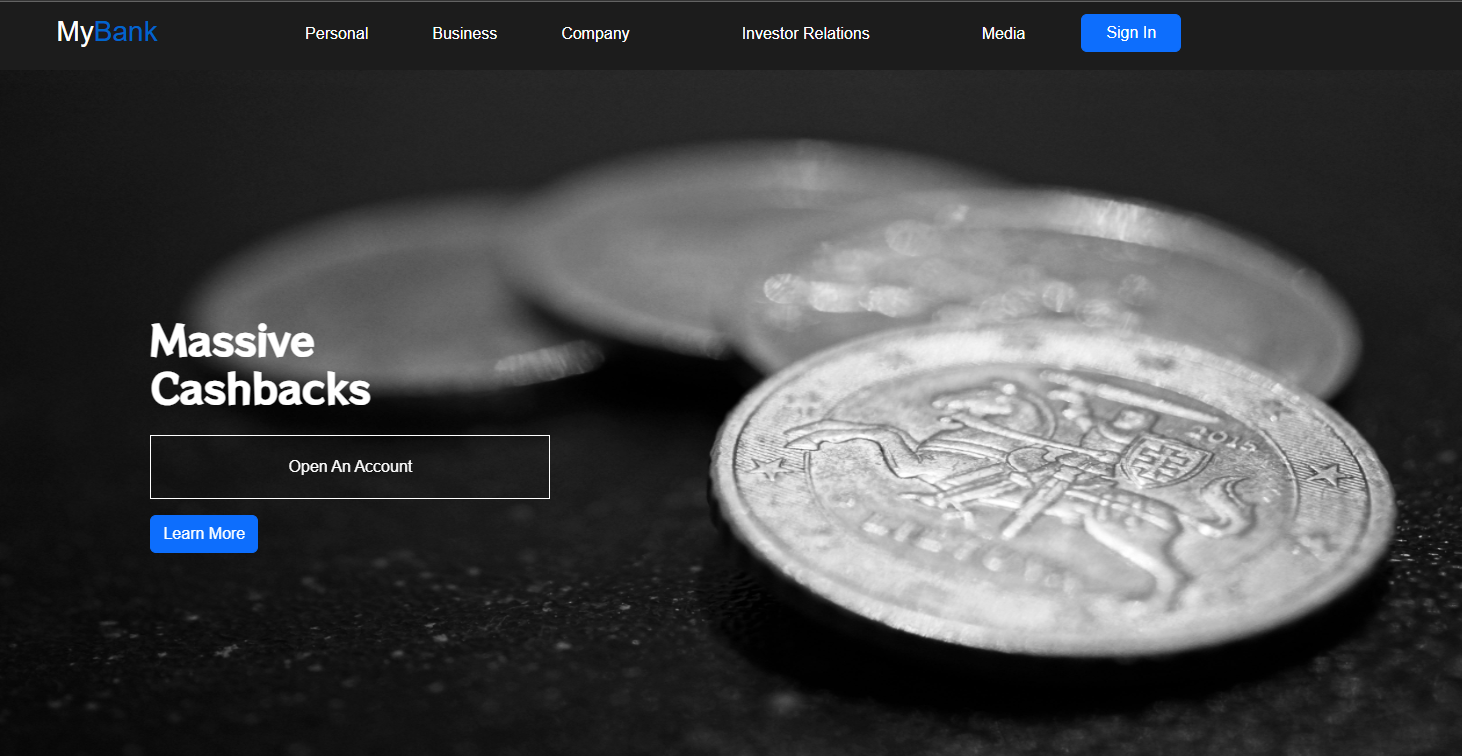 MyBank
Personal Business Company Investor Relations Media Sign In
Massive
Cashbacks
Open An Account
Learn More
2015